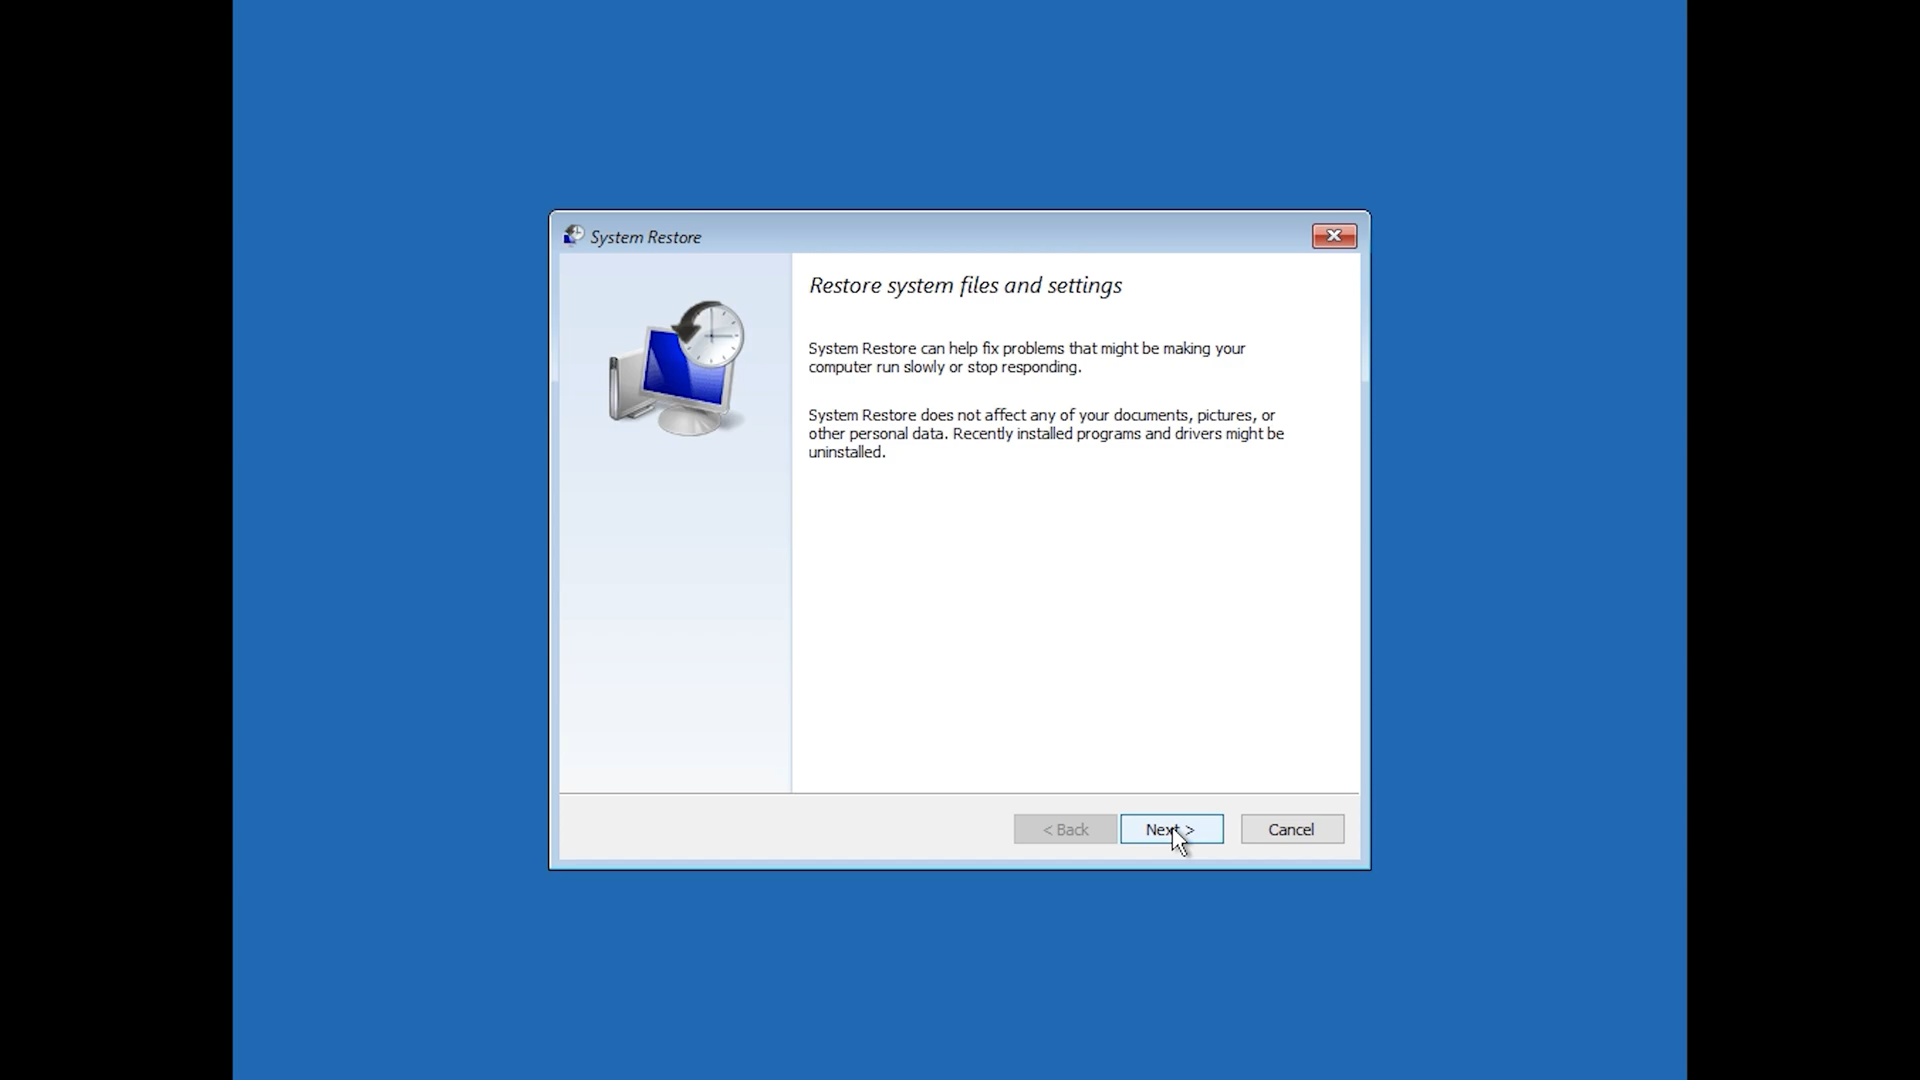 System Restore
Restore system files and settings
System Restore can help fix problems that might be making your
computer run slowly or stop responding.
System Restore does not affect any of your documents, pictures, or
other personal data. Recently installed programs and drivers might be
uninstalled.
< Back
Next >
Cancel